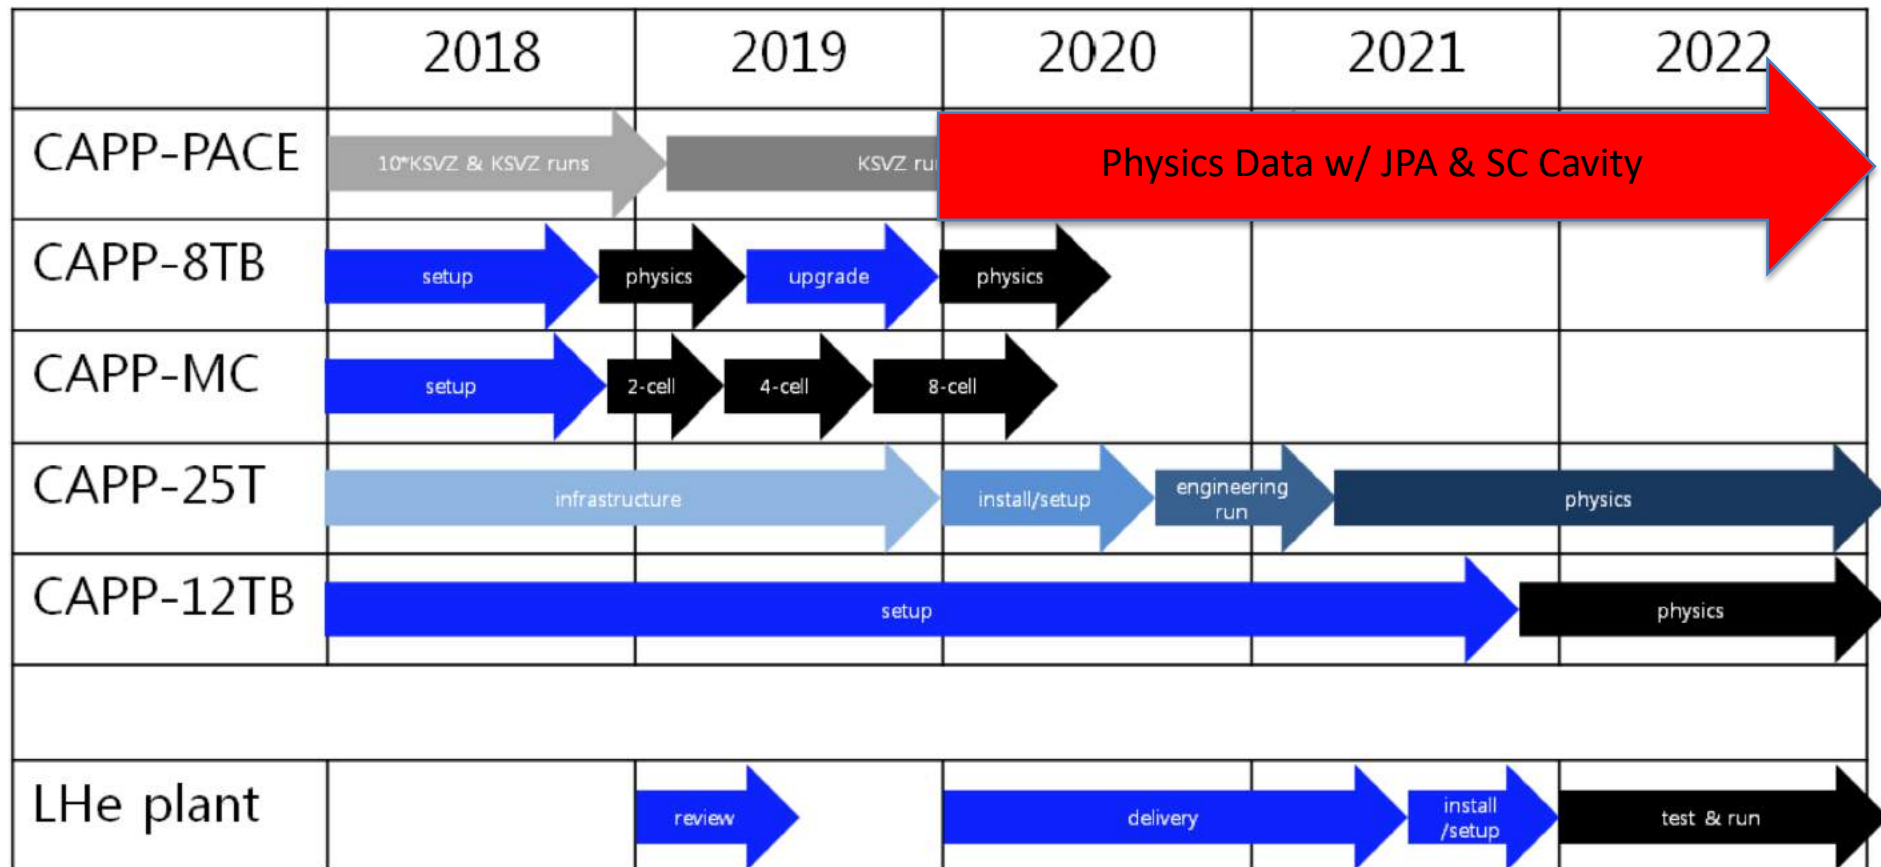 2018 2019 2020 2021 2022
CAPP-PACE
10*KSVZ & KSVZ runs
KSVZ ru
Physics Data w/ JPA & SC Cavity
CAPP-8TB
setup
physics
upgrade
physics
CAPP-MC
setup
2-cell
4-cell
8-cell
CAPP-25T
infrastructure
install/setup
engineering
run
physics
CAPP-12TB
setup
physics
LHe plant
review
delivery
install
/setup
test & run